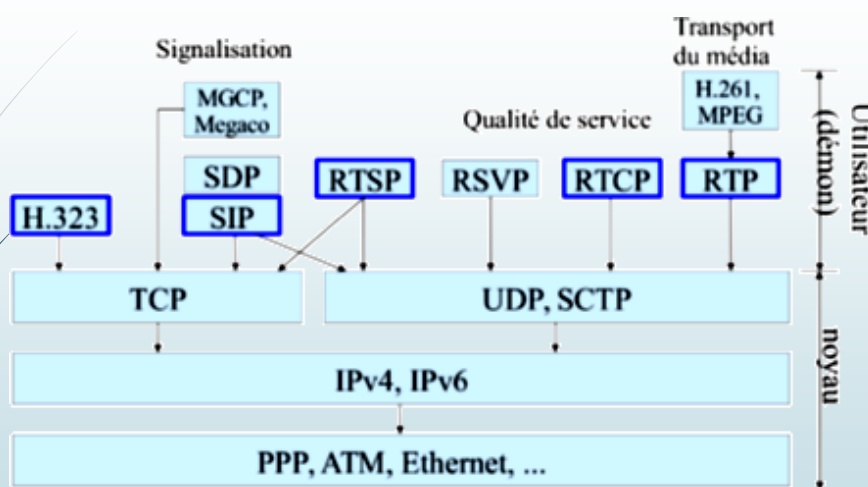 Signalisation
Transport
du média
MGCP,
Megaco
H.261,
MPEG
Qualité de service
SDP
RTSP
RSVP
RTCP
RTP
H.323
SIP
Utilisateur
(démon)
TCP
UDP, SCTP
noyau
IPv4, IPv6
PPP, ATM, Ethernet, ...